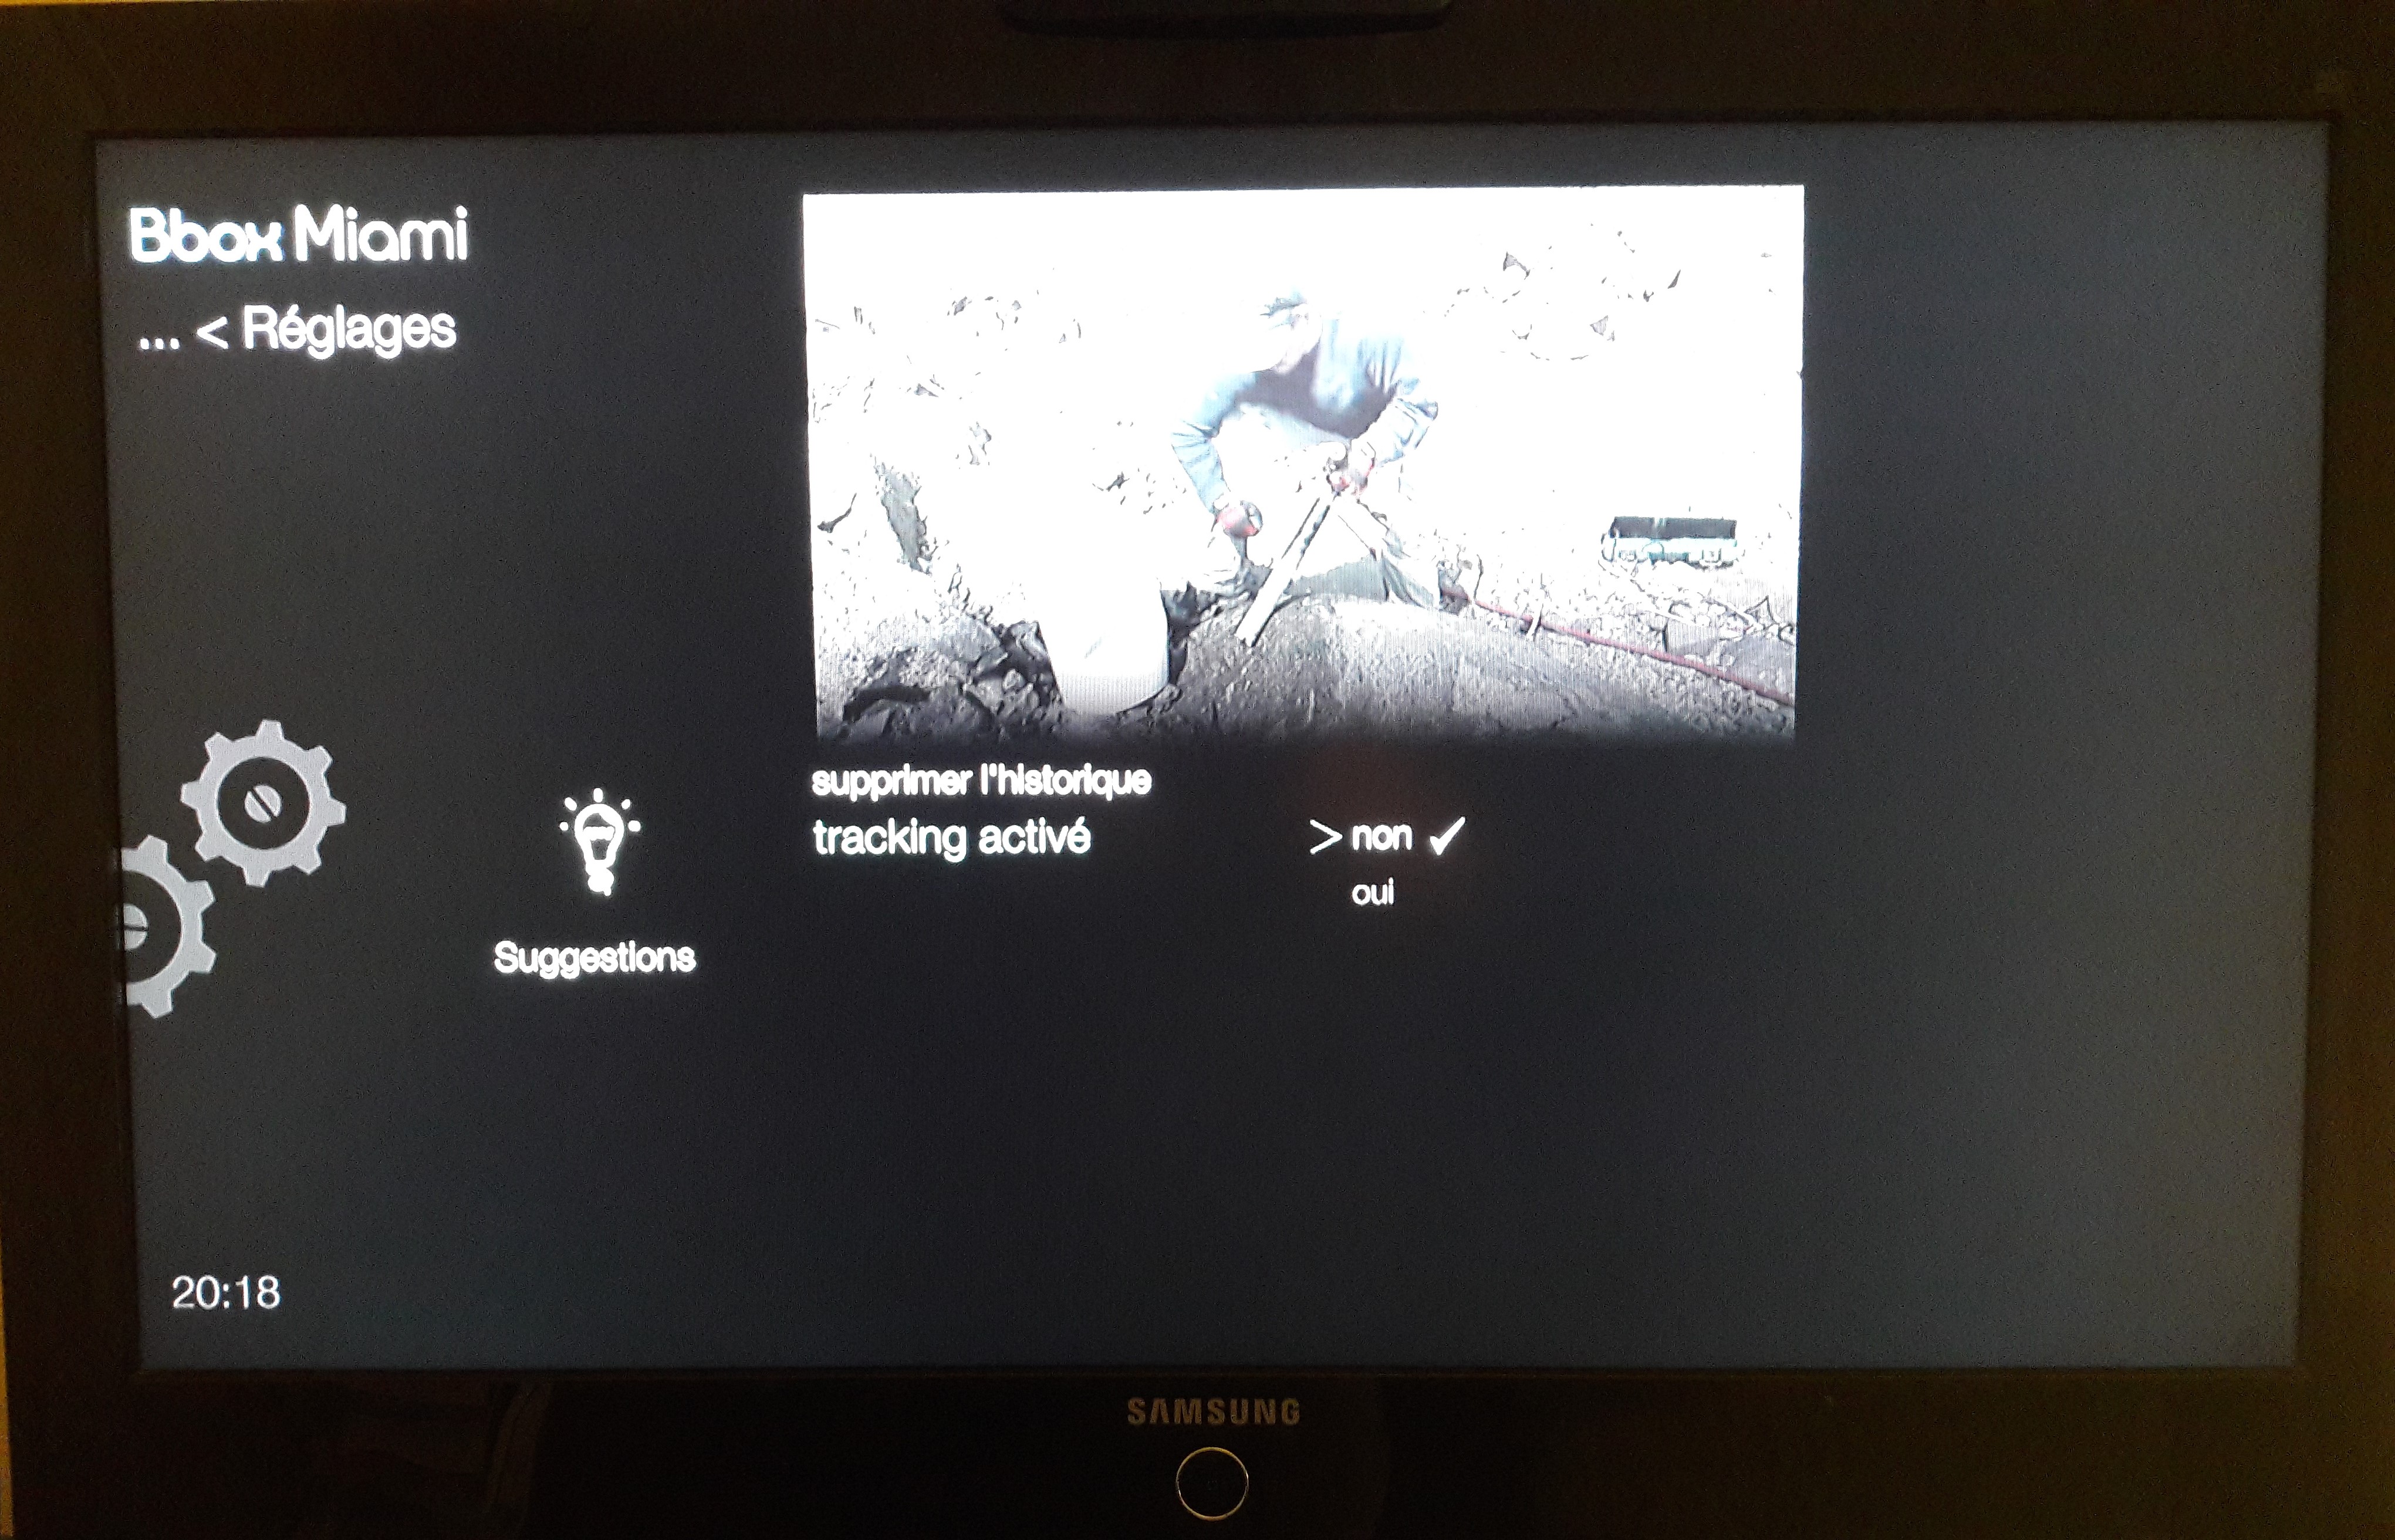 Bbox Miami
... < Réglages
supprimer l'historique
tracking activé > non ✓
oui
Suggestions
20:18
SAMSUNG